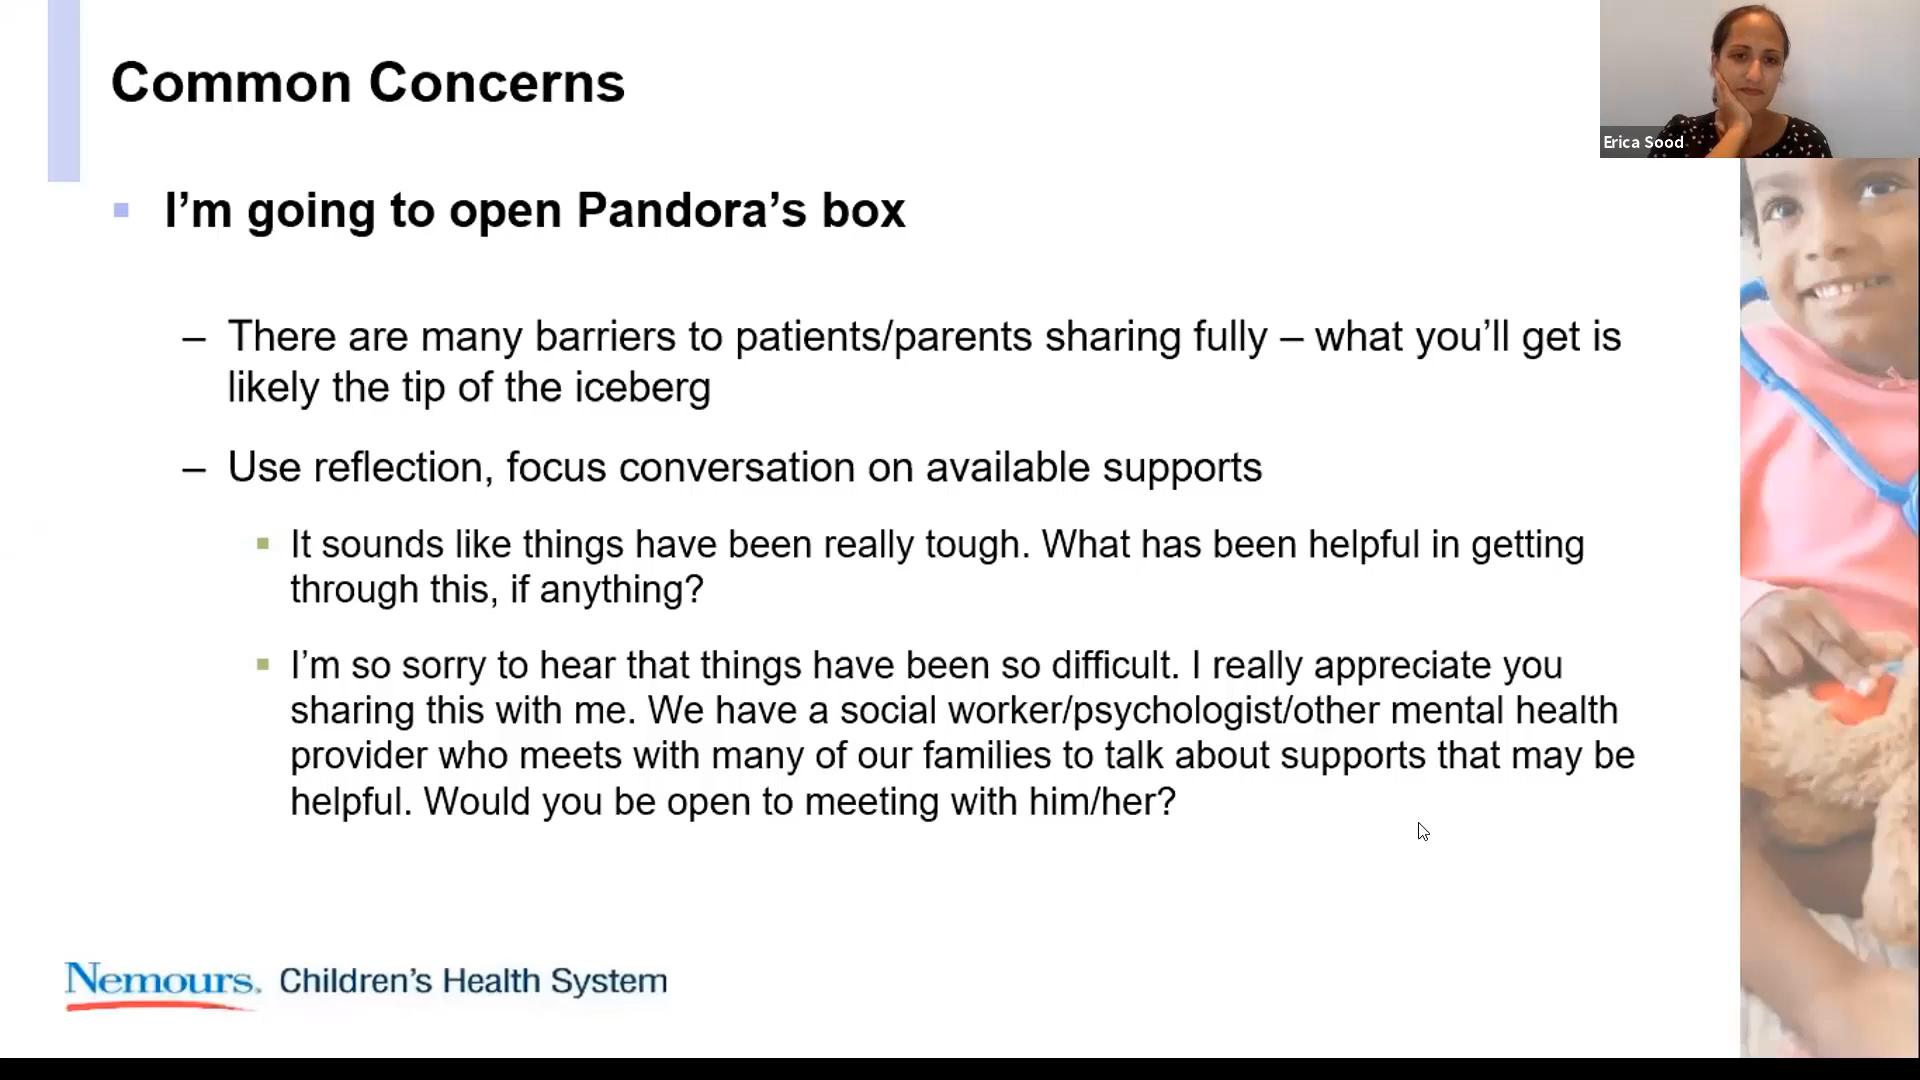 Common Concerns
Erica Sood
▪ I’m going to open Pandora’s box
– There are many barriers to patients/parents sharing fully – what you’ll get is
likely the tip of the iceberg
– Use reflection, focus conversation on available supports
▪ It sounds like things have been really tough. What has been helpful in getting
through this, if anything?
▪ I’m so sorry to hear that things have been so difficult. I really appreciate you
sharing this with me. We have a social worker/psychologist/other mental health
provider who meets with many of our families to talk about supports that may be
helpful. Would you be open to meeting with him/her?
Nemours. Children’s Health System